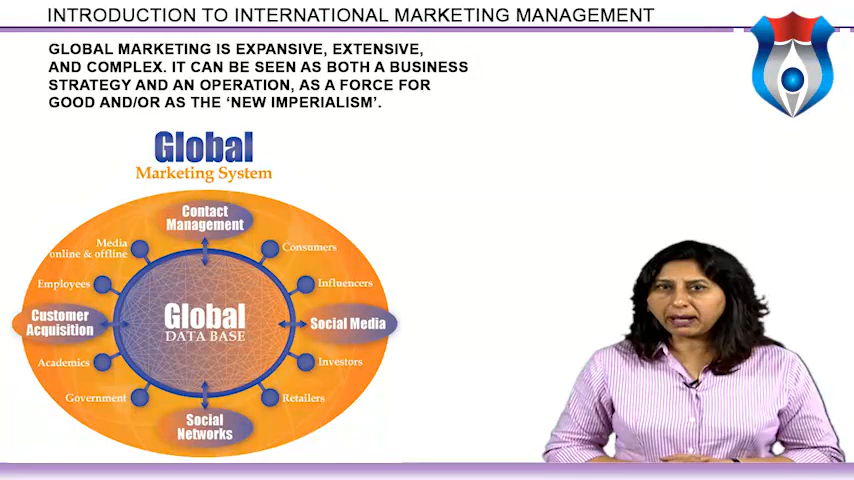 INTRODUCTION TO INTERNATIONAL MARKETING MANAGEMENT
GLOBAL MARKETING IS EXPANSIVE, EXTENSIVE,
AND COMPLEX. IT CAN BE SEEN AS BOTH A BUSINESS
STRATEGY AND AN OPERATION, AS A FORCE FOR
GOOD AND/OR AS THE ‘NEW IMPERIALISM’.
Global
Marketing System
Contact
Management
Media
online & offline
Consumers
Employees
Influencers
Customer
Acquisition
Global
DATA BASE
Social Media
Academics
Investors
Government
Retailers
Social
Networks